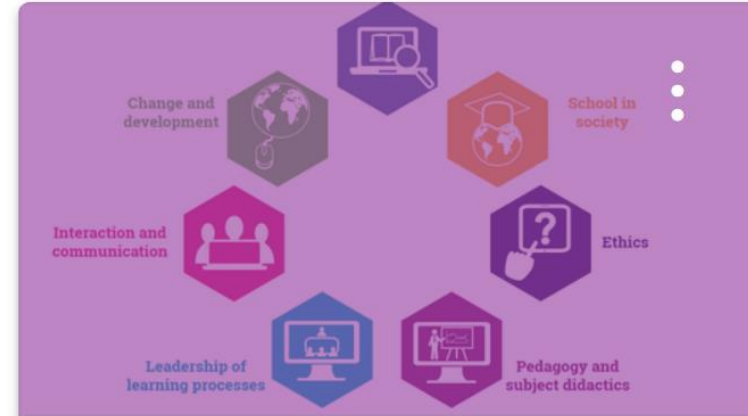 Change and
development
School in
society
Interaction and
communication
Ethics
?
Leadership of
learning processes
Pedagogy and
subject didactics